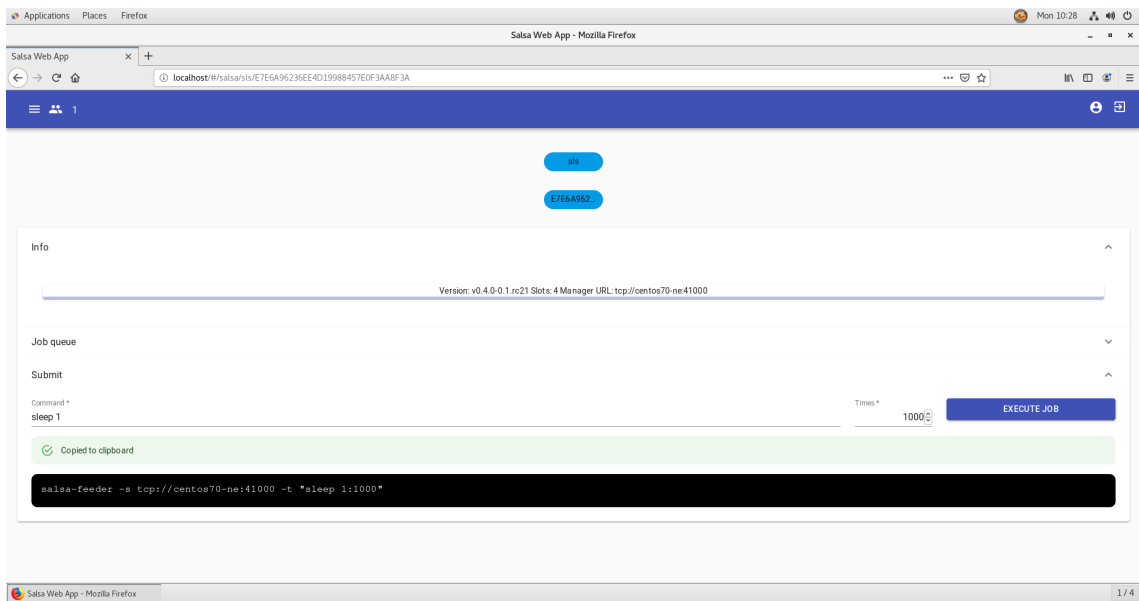 Applications Places Firefox Mon 10:28
Salsa Web App - Mozilla Firefox
Salsa Web App
localhost/#/salsa/sls/E7E6A96236EE4D19988457E0F3AA8F3A
1
sls
E7E6A962...
Info
Version: v0.4.0-0.1.rc21 Slots: 4 Manager URL: tcp://centos70-ne:41000
Job queue
Submit
Command *
Times *
sleep 1
1000
EXECUTE JOB
Copied to clipboard
salsa-feeder -s tcp://centos70-ne:41000 -t "sleep 1:1000"
Salsa Web App - Mozilla Firefox 1 / 4